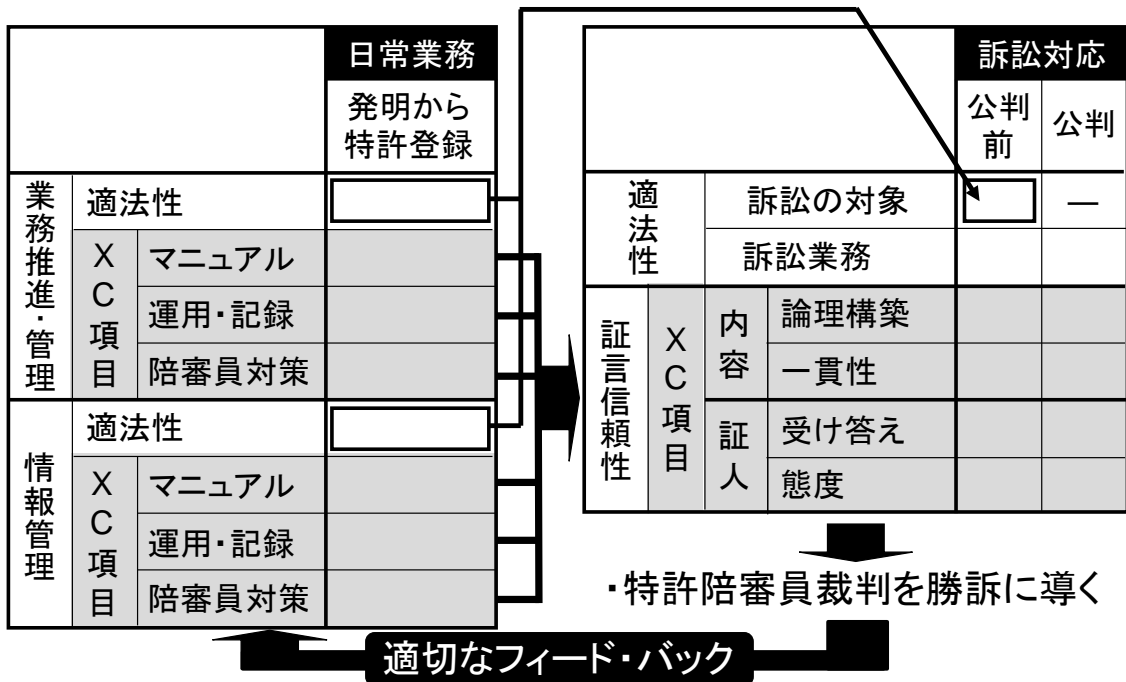 日常業務
発明から
特許登録
業務推進・管理
適法性
XC項目
マニュアル
運用・記録
陪審員対策
情報管理
適法性
XC項目
マニュアル
運用・記録
陪審員対策
訴訟対応
公判前
公判
適法性
訴訟の対象
―
訴訟業務
証言信頼性
XC項目
内容
論理構築
一貫性
証人
受け答え
態度
・特許陪審員裁判を勝訴に導く
適切なフィード・バック